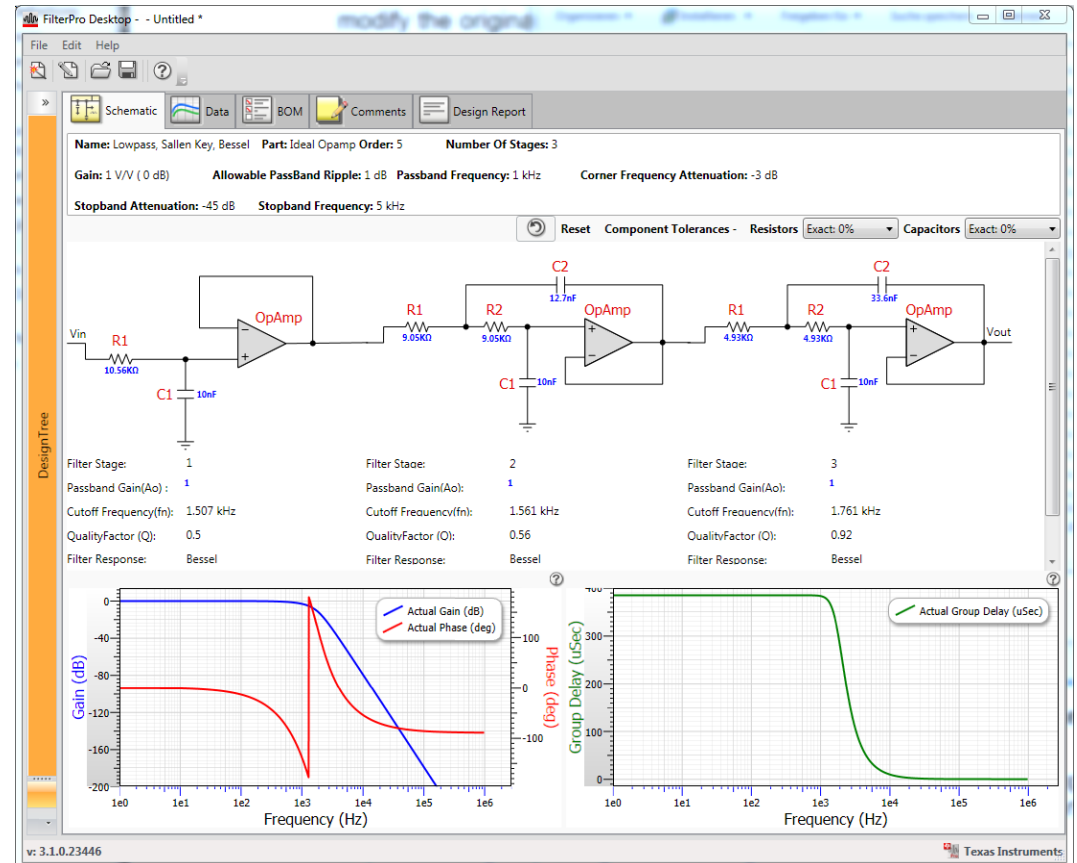 FilterPro Desktop - - Untitled *
modify the original
File Edit Help
Schematic Data BOM Comments Design Report
Name: Lowpass, Sallen Key, Bessel Part: Ideal Opamp Order: 5 Number Of Stages: 3
Gain: 1 V/V ( 0 dB) Allowable PassBand Ripple: 1 dB Passband Frequency: 1 kHz Corner Frequency Attenuation: -3 dB
Stopband Attenuation: -45 dB Stopband Frequency: 5 kHz
Reset Component Tolerances - Resistors Exact: 0% Capacitors Exact: 0%
C2 C2
12.7nF 33.6nF
OpAmp R1 R2 OpAmp R1 R2 OpAmp
Vin R1 9.05KΩ 9.05KΩ 4.93KΩ 4.93KΩ Vout
10.56KΩ
C1 10nF C1 10nF C1 10nF
DesignTree
Filter Stage: 1 Filter Stage: 2 Filter Stage: 3
Passband Gain(Ao) : 1 Passband Gain(Ao): 1 Passband Gain(Ao): 1
Cutoff Frequency(fn): 1.507 kHz Cutoff Frequency(fn): 1.561 kHz Cutoff Frequency(fn): 1.761 kHz
QualityFactor (Q): 0.5 QualityFactor (Q): 0.56 QualityFactor (Q): 0.92
Filter Response: Bessel Filter Response: Bessel Filter Response: Bessel
Actual Gain (dB)
Actual Phase (deg)
Gain (dB)
0
-40
-80
-120
-160
-200
100
0
-100
Phase (deg)
1e0 1e1 1e2 1e3 1e4 1e5 1e6
Frequency (Hz)
Actual Group Delay (uSec)
Group Delay (uSec)
400
300
200
100
0
1e0 1e1 1e2 1e3 1e4 1e5 1e6
Frequency (Hz)
v: 3.1.0.23446 Texas Instruments